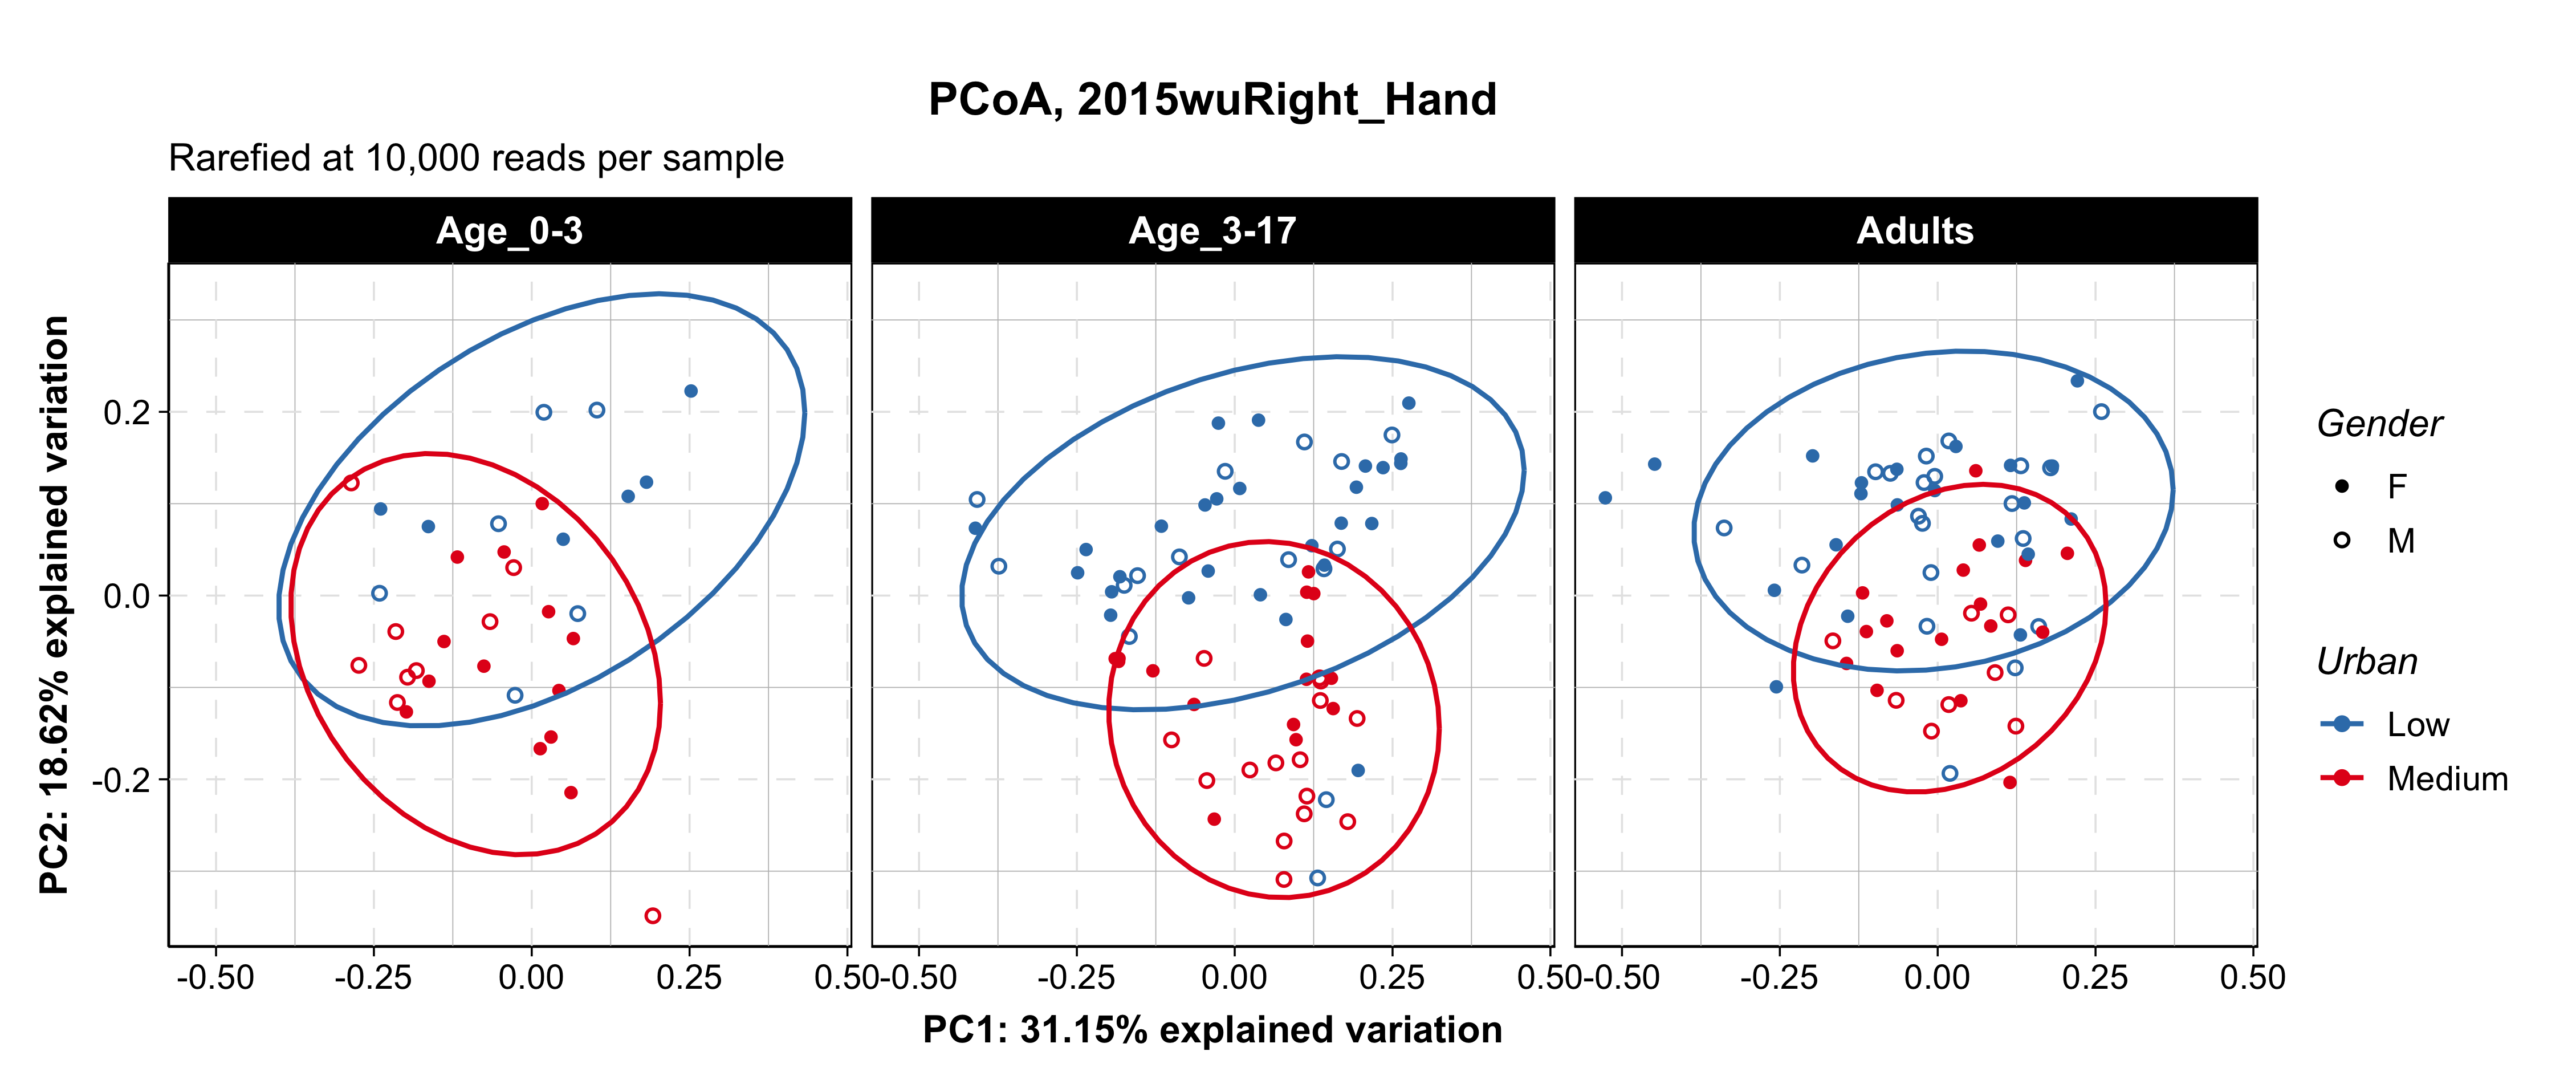 PCoA, 2015wuRight_Hand
Rarefied at 10,000 reads per sample
Age_0-3
Age_3-17
Adults
PC2: 18.62% explained variation
0.2
0.0
-0.2
-0.50 -0.25 0.00 0.25 0.50
-0.50 -0.25 0.00 0.25 0.50
-0.50 -0.25 0.00 0.25 0.50
PC1: 31.15% explained variation
Gender
F
M
Urban
Low
Medium